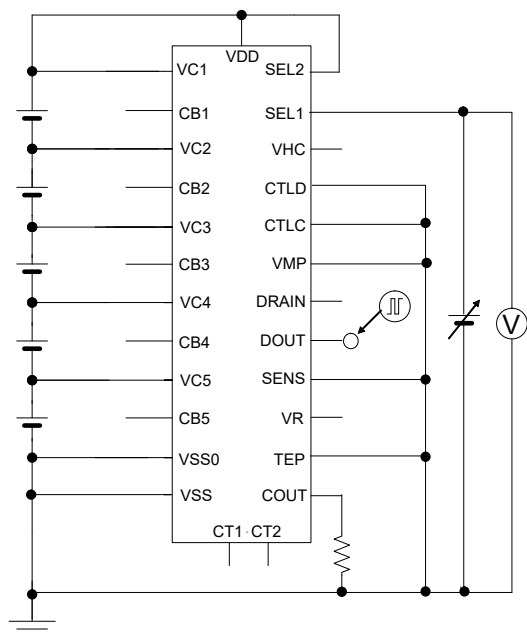 VDD
VC1 SEL2
CB1 SEL1
VC2 VHC
CB2 CTLD
VC3 CTLC
CB3 VMP
VC4 DRAIN
CB4 DOUT
VC5 SENS
CB5 VR
VSS0 TEP
VSS COUT
CT1 CT2
V